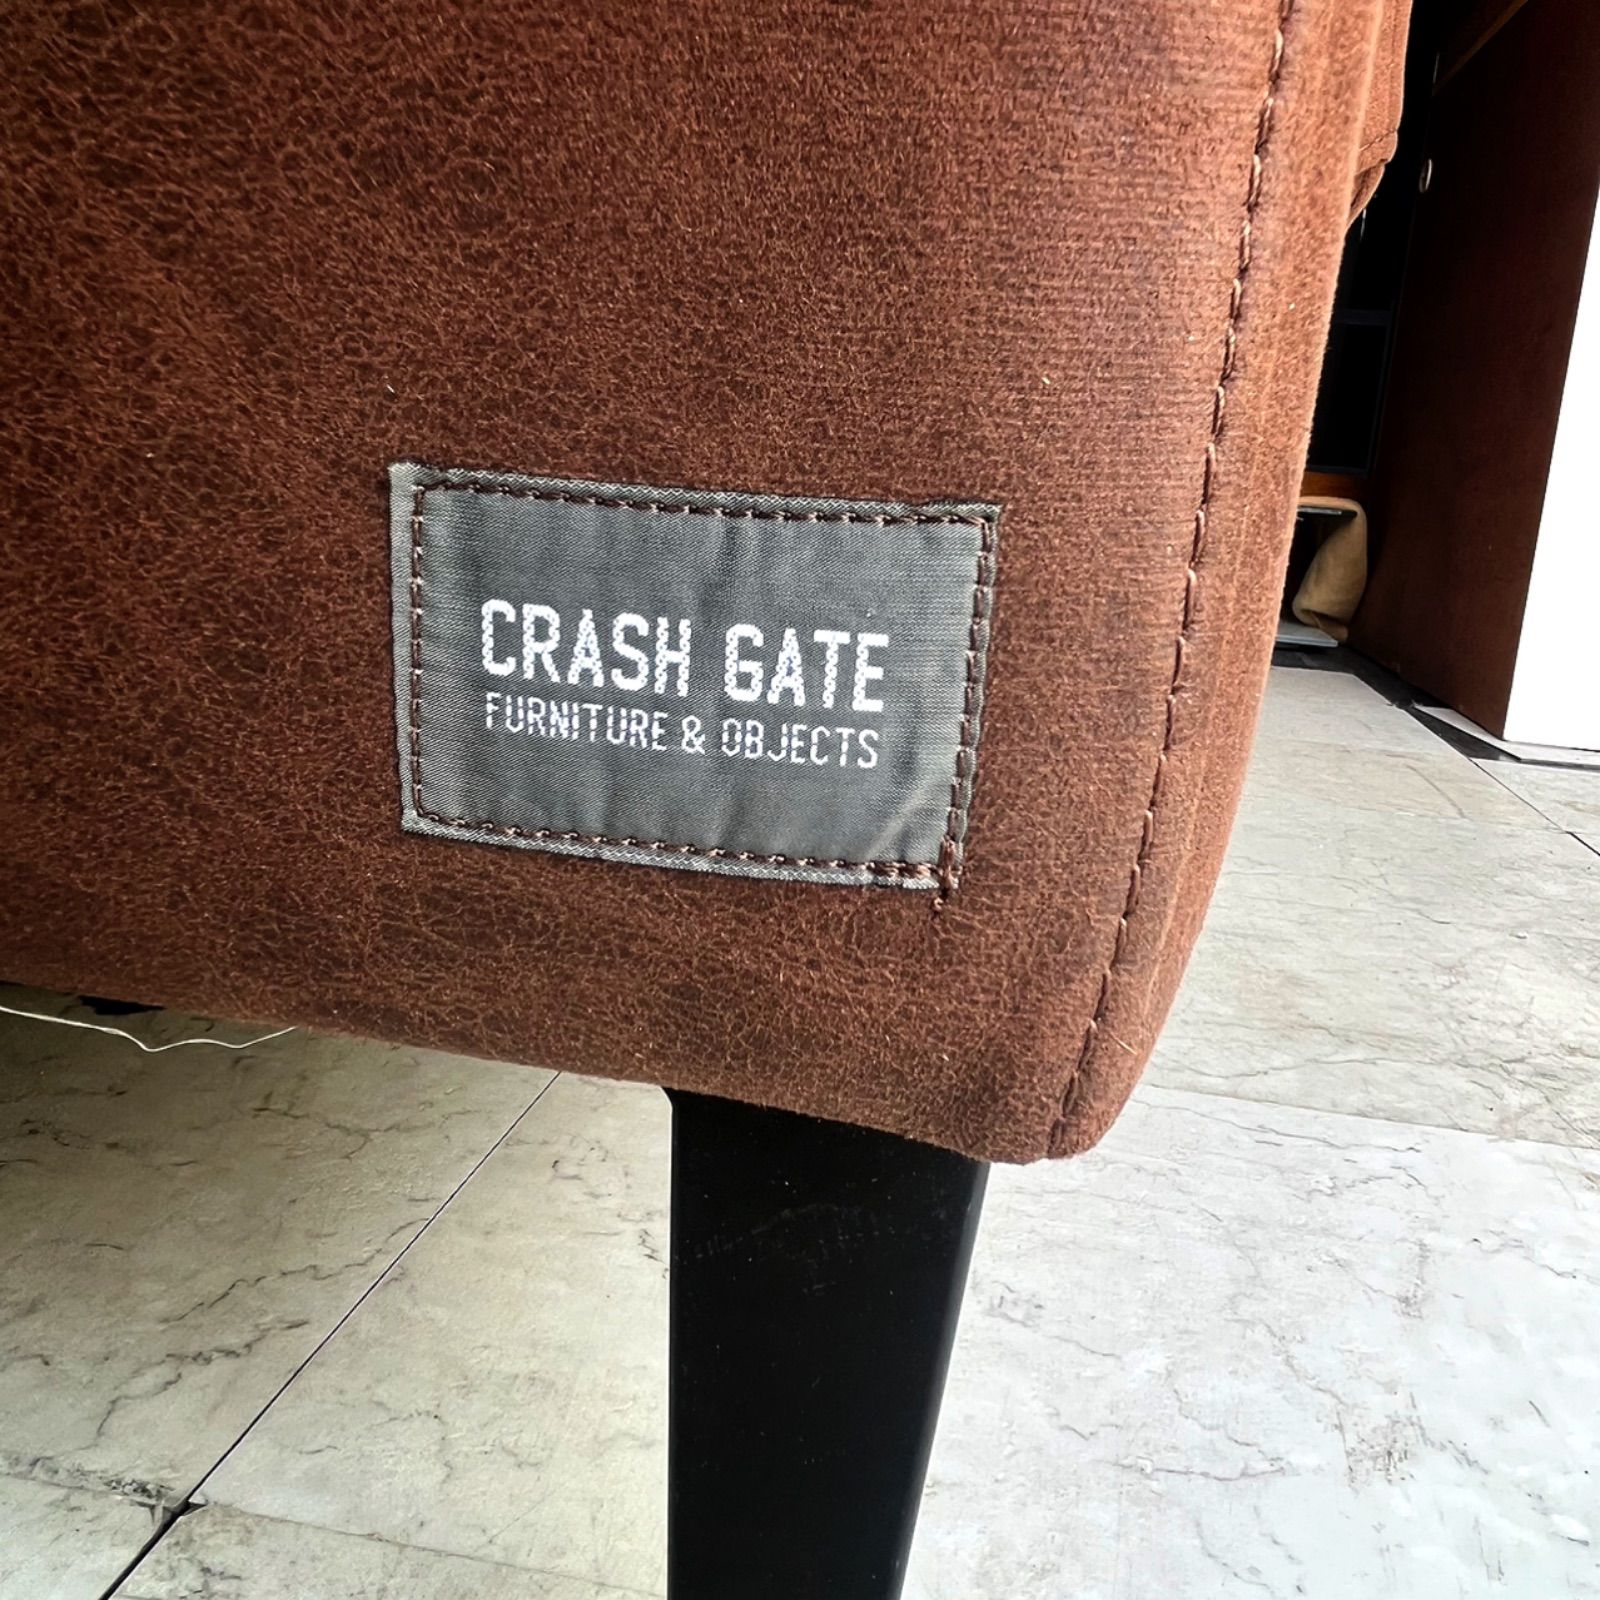 CRASH GATE
FURNITURE & OBJECTS